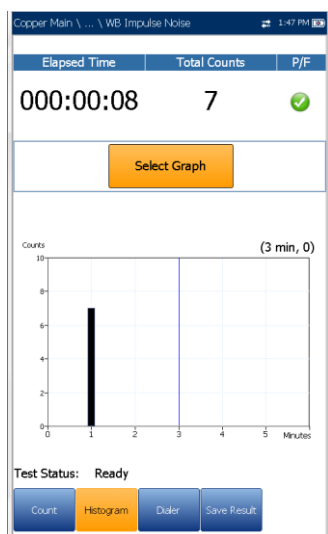 Copper Main \ ... \ WB Impulse Noise 1:47 PM
Elapsed Time Total Counts P/F
000:00:08 7
Select Graph
Counts (3 min, 0)
10
8
6
4
2
0
0 1 2 3 4 5 Minutes
Test Status: Ready
Count Histogram Dialer Save Result